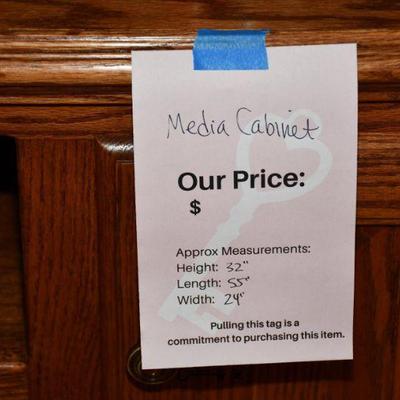 Media Cabinet
Our Price:
$
Approx Measurements:
Height: 32"
Length: 55"
Width: 24"
Pulling this tag is a
commitment to purchasing this item.